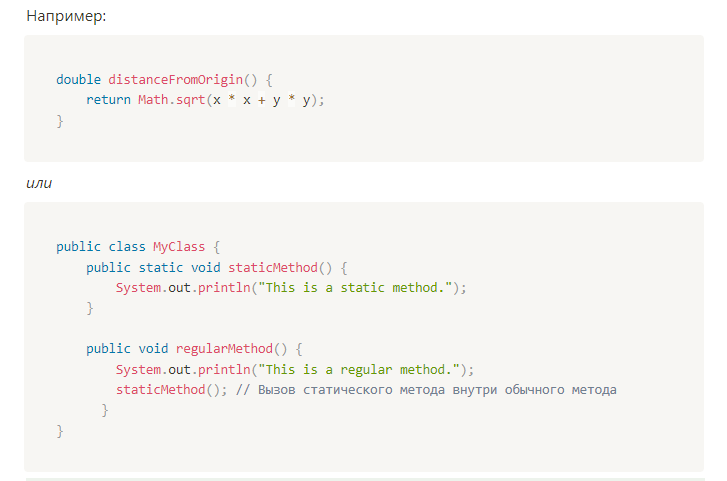 Например:
double distanceFromOrigin() {
    return Math.sqrt(x * x + y * y);
}
или
public class MyClass {
    public static void staticMethod() {
        System.out.println("This is a static method.");
    }
    public void regularMethod() {
        System.out.println("This is a regular method.");
        staticMethod(); // Вызов статического метода внутри обычного метода
      }
}